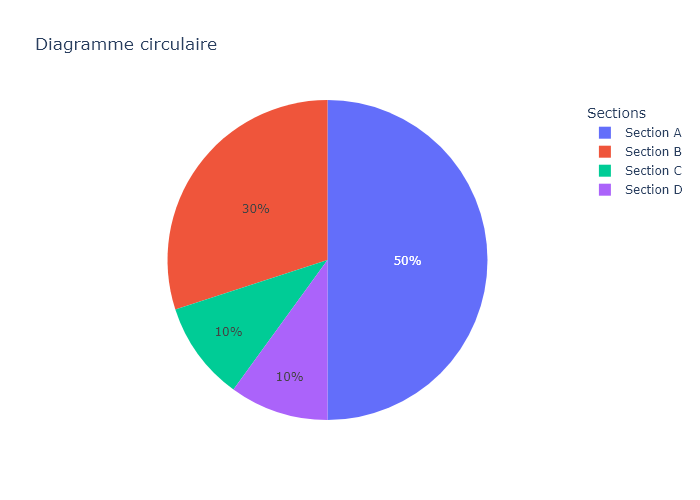 Diagramme circulaire
Sections
Section A
Section B
Section C
Section D
30%
50%
10%
10%